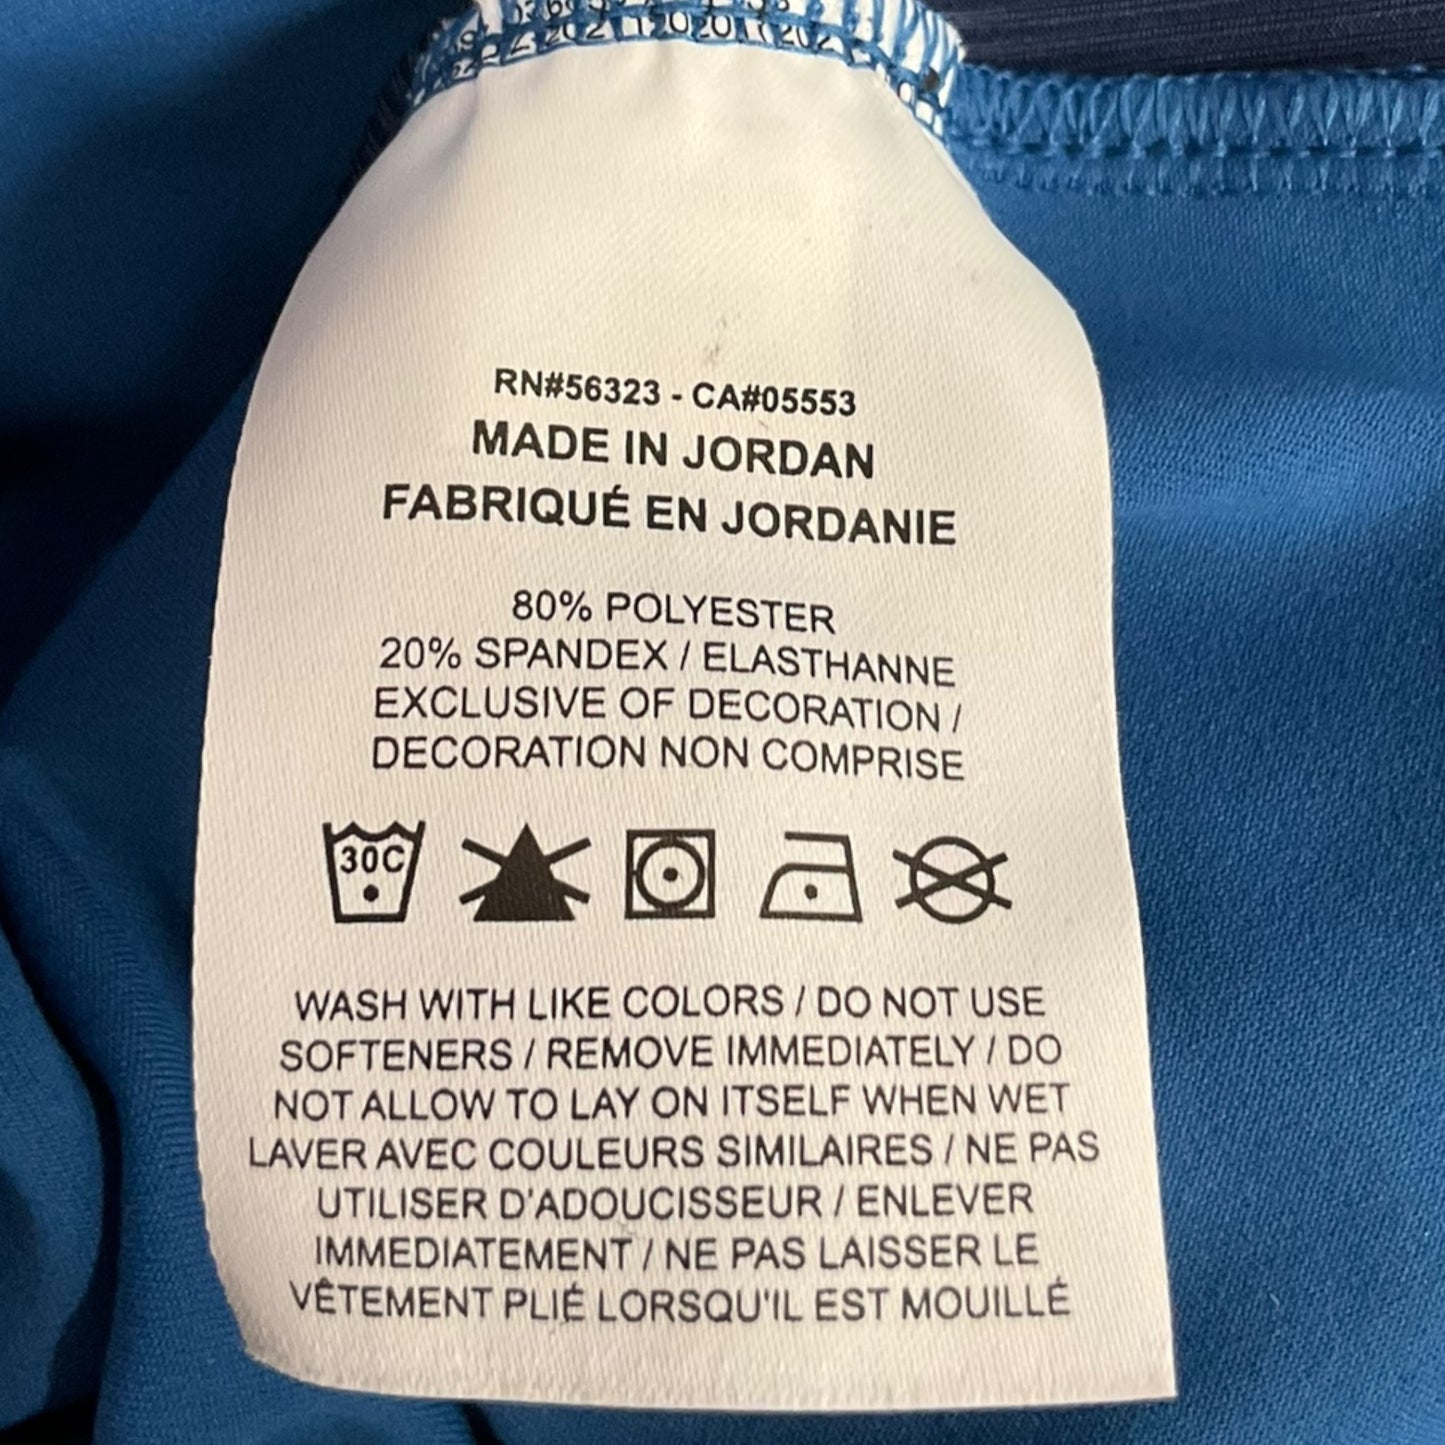 RN#56323 - CA#05553
MADE IN JORDAN
FABRIQUÉ EN JORDANIE
80% POLYESTER
20% SPANDEX / ELASTHANNE
EXCLUSIVE OF DECORATION /
DECORATION NON COMPRISE
30C
WASH WITH LIKE COLORS / DO NOT USE
SOFTENERS / REMOVE IMMEDIATELY / DO
NOT ALLOW TO LAY ON ITSELF WHEN WET
LAVER AVEC COULEURS SIMILAIRES / NE PAS
UTILISER D'ADOUCISSEUR / ENLEVER
IMMEDIATEMENT / NE PAS LAISSER LE
VÊTEMENT PLIÉ LORSQU'IL EST MOUILLÉ